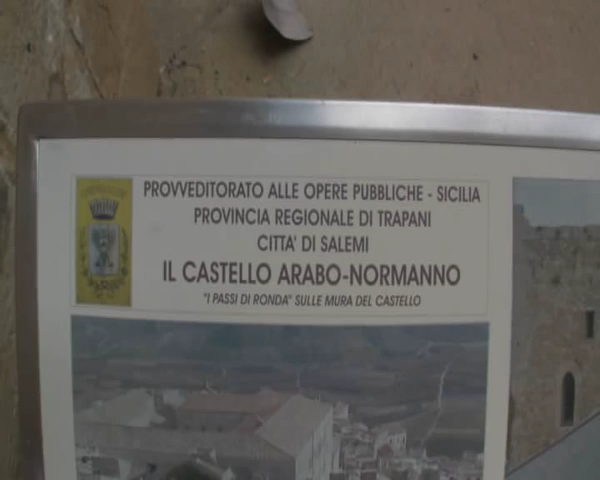 PROVVEDITORATO ALLE OPERE PUBBLICHE - SICILIA
PROVINCIA REGIONALE DI TRAPANI
CITTA' DI SALEMI
IL CASTELLO ARABO-NORMANNO
"I PASSI DI RONDA" SULLE MURA DEL CASTELLO